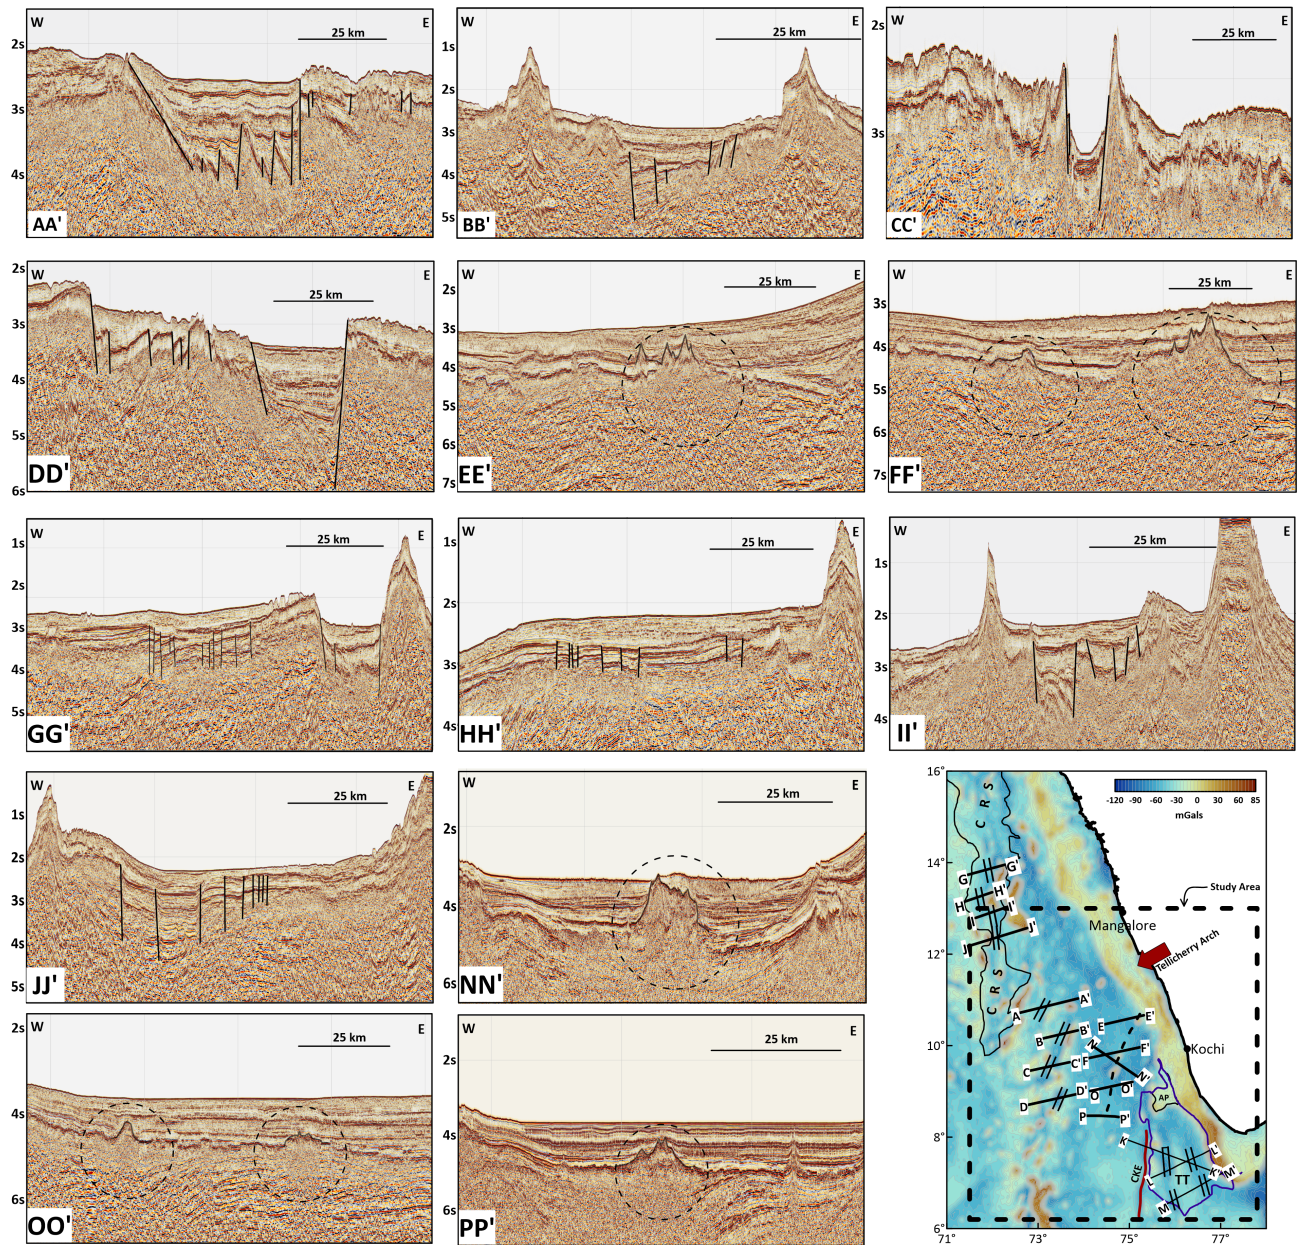 W
E
25 km
2s
3s
4s
AA'
W
E
25 km
1s
2s
3s
4s
5s
BB'
W
E
25 km
2s
3s
CC'
W
E
25 km
2s
3s
4s
5s
6s
DD'
W
E
25 km
2s
3s
4s
5s
6s
7s
EE'
W
E
25 km
3s
4s
5s
6s
7s
FF'
W
E
25 km
1s
2s
3s
4s
5s
GG'
W
E
25 km
1s
2s
3s
4s
HH'
W
E
25 km
1s
2s
3s
4s
II'
W
E
25 km
1s
2s
3s
4s
5s
JJ'
W
E
25 km
2s
3s
4s
6s
NN'
W
E
25 km
2s
4s
6s
OO'
W
E
25 km
2s
4s
6s
PP'
16°
14°
12°
10°
8°
6°
71°
73°
75°
77°
-120 -90 -60 -30 0 30 60 85
mGals
C R S
G
G'
H
H'
I'
J
J'
Study Area
Mangalore
Tellicherry Arch
C R S
A
A'
B
B'
E
E'
N
N'
C
C'
F
F'
Kochi
D
D'
O
O'
P
P'
AP
K
K'
L
L'
M
M'
TT
CKE